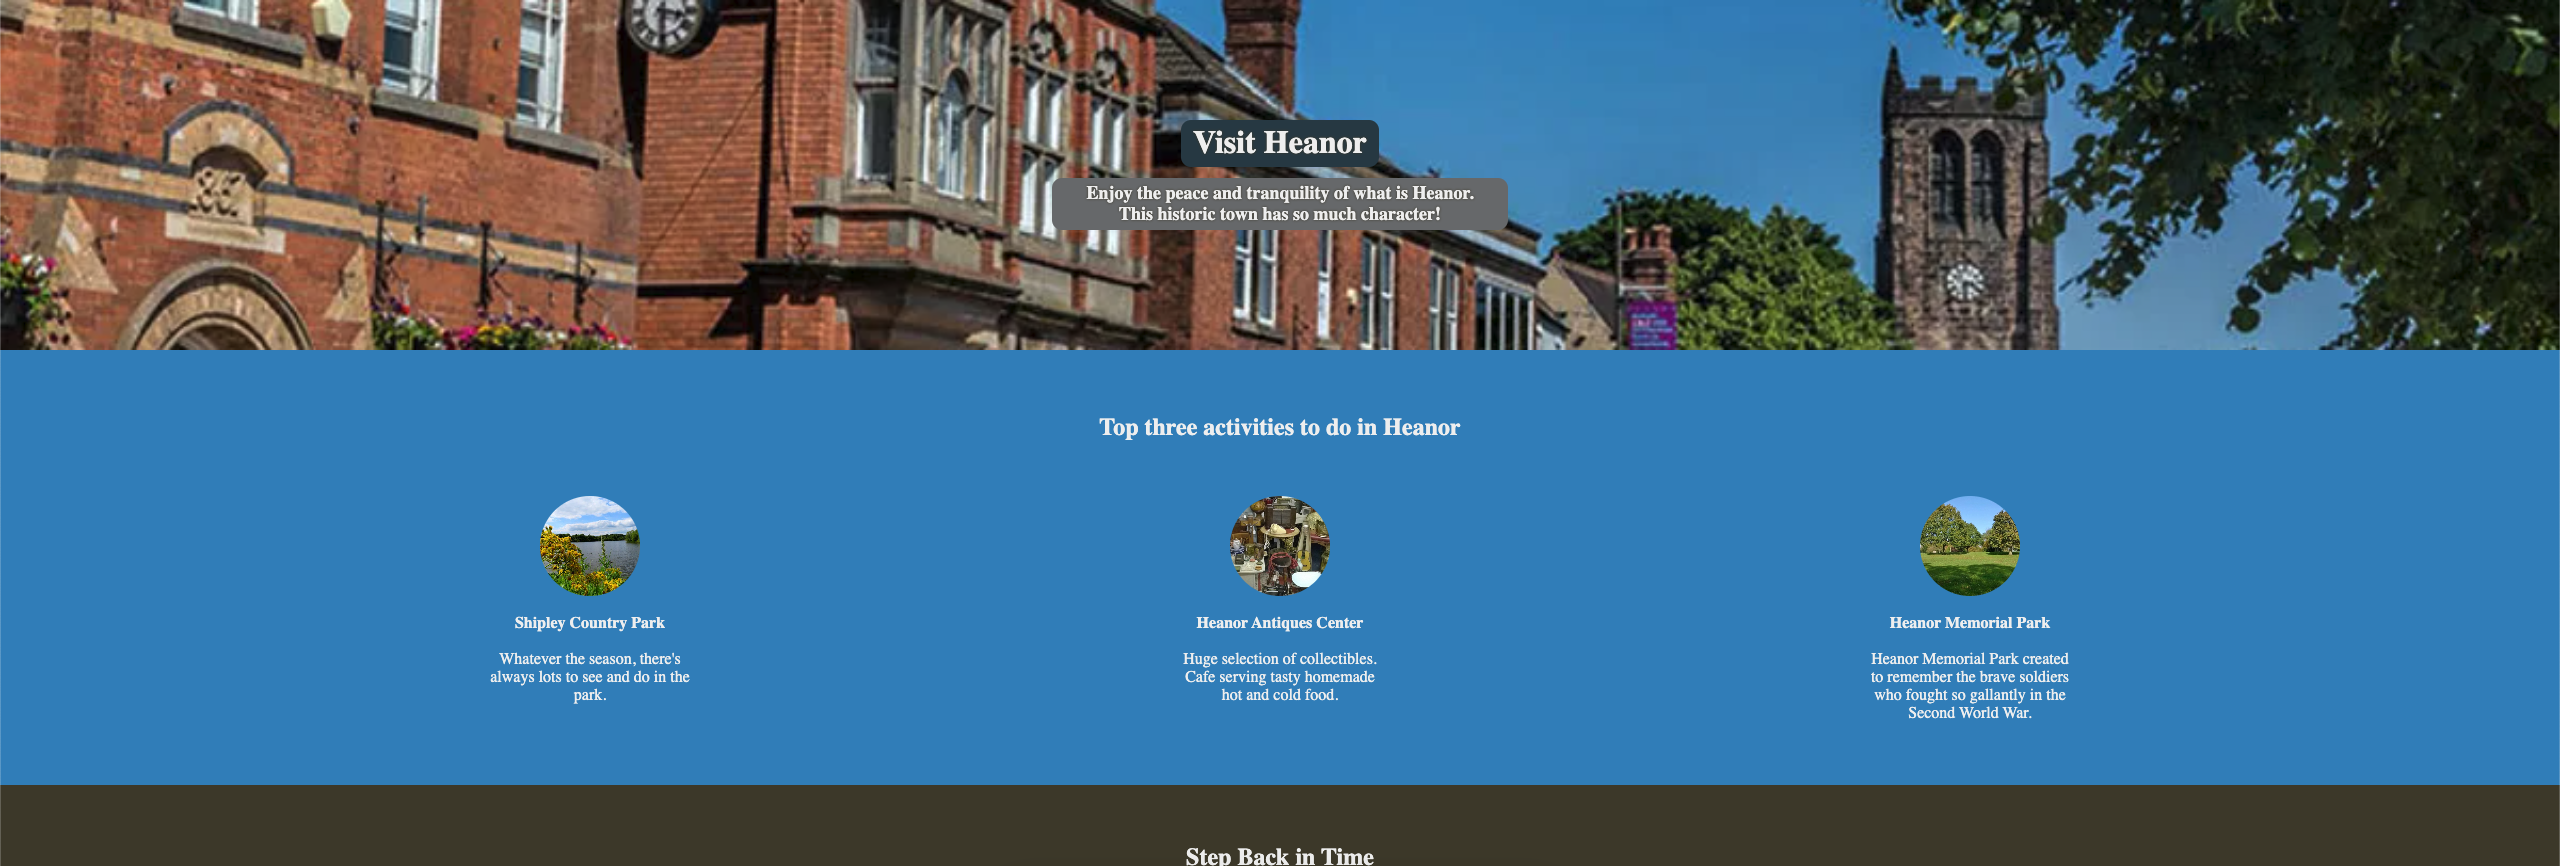 Visit Heanor
Enjoy the peace and tranquility of what is Heanor.
This historic town has so much character!
Top three activities to do in Heanor
Shipley Country Park
Whatever the season, there's
always lots to see and do in the
park.
Heanor Antiques Center
Huge selection of collectibles.
Cafe serving tasty homemade
hot and cold food.
Heanor Memorial Park
Heanor Memorial Park created
to remember the brave soldiers
who fought so gallantly in the
Second World War.
Step Back in Time